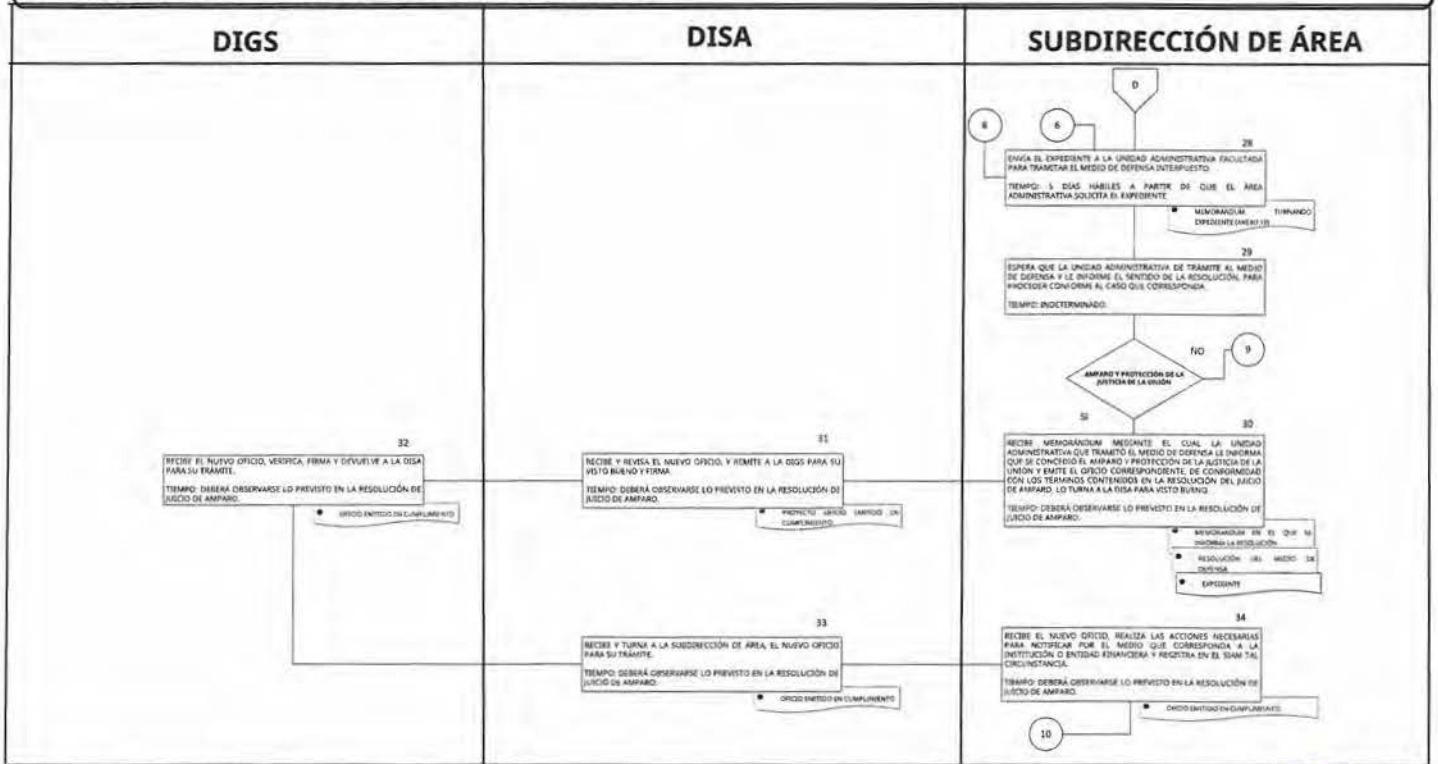 DIGS
DISA
SUBDIRECCIÓN DE ÁREA
D
8
6
28
ENVÍA EL EXPEDIENTE A LA UNIDAD ADMINISTRATIVA FACULTADA
PARA TRAMITAR EL MEDIO DE DEFENSA INTERPUESTO
TIEMPO: 5 DÍAS HÁBILES A PARTIR DE QUE EL ÁREA
ADMINISTRATIVA SOLICITA EL EXPEDIENTE
• MEMORANDUM TURNANDO
EXPEDIENTE
29
ESPERA QUE LA UNIDAD ADMINISTRATIVA DE TRÁMITE AL MEDIO
DE DEFENSA Y LE INFORME EL SENTIDO DE LA RESOLUCIÓN, PARA
PROCEDER CONFORME AL CASO QUE CORRESPONDA.
TIEMPO: INDETERMINADO.
NO
9
AMPARO Y PROTECCIÓN DE LA
JUSTICIA DE LA UNIÓN
SI
30
RECIBE MEMORÁNDUM MEDIANTE EL CUAL LA UNIDAD
ADMINISTRATIVA QUE TRAMITÓ EL MEDIO DE DEFENSA LE INFORMA
QUE SE CONCEDIÓ EL AMPARO Y PROTECCIÓN DE LA JUSTICIA DE LA
UNIÓN Y EMITE EL OFICIO CORRESPONDIENTE, DE CONFORMIDAD
CON LOS TÉRMINOS CONTENIDOS EN LA RESOLUCIÓN DEL JUICIO
DE AMPARO, LO TURNA A LA DISA PARA VISTO BUENO.
TIEMPO: DEBERÁ OBSERVARSE LO PREVISTO EN LA RESOLUCIÓN DE
JUICIO DE AMPARO.
• MEMORANDUM EN EL QUE SE
INFORMA LA RESOLUCIÓN
• RESOLUCIÓN DEL MEDIO DE
DEFENSA
• EXPEDIENTE
31
RECIBE Y REVISA EL NUEVO OFICIO, Y REMITE A LA DIGS PARA SU
VISTO BUENO Y FIRMA
TIEMPO: DEBERÁ OBSERVARSE LO PREVISTO EN LA RESOLUCIÓN DE
JUICIO DE AMPARO.
• PROYECTO OFICIO EMITIDO EN
CUMPLIMIENTO
32
RECIBE EL NUEVO OFICIO, VERIFICA, FIRMA Y DEVUELVE A LA DISA
PARA SU TRÁMITE.
TIEMPO: DEBERÁ OBSERVARSE LO PREVISTO EN LA RESOLUCIÓN DE
JUICIO DE AMPARO.
• OFICIO EMITIDO EN CUMPLIMIENTO
33
RECIBE Y TURNA A LA SUBDIRECCIÓN DE ÁREA, EL NUEVO OFICIO
PARA SU TRÁMITE.
TIEMPO: DEBERÁ OBSERVARSE LO PREVISTO EN LA RESOLUCIÓN DE
JUICIO DE AMPARO.
• OFICIO EMITIDO EN CUMPLIMIENTO
34
RECIBE EL NUEVO OFICIO, REALIZA LAS ACCIONES NECESARIAS
PARA NOTIFICAR POR EL MEDIO QUE CORRESPONDA A LA
INSTITUCIÓN O ENTIDAD FINANCIERA Y REGISTRA EN EL SIAM TAL
CIRCUNSTANCIA.
TIEMPO: DEBERÁ OBSERVARSE LO PREVISTO EN LA RESOLUCIÓN DE
JUICIO DE AMPARO.
• OFICIO EMITIDO EN CUMPLIMIENTO
10